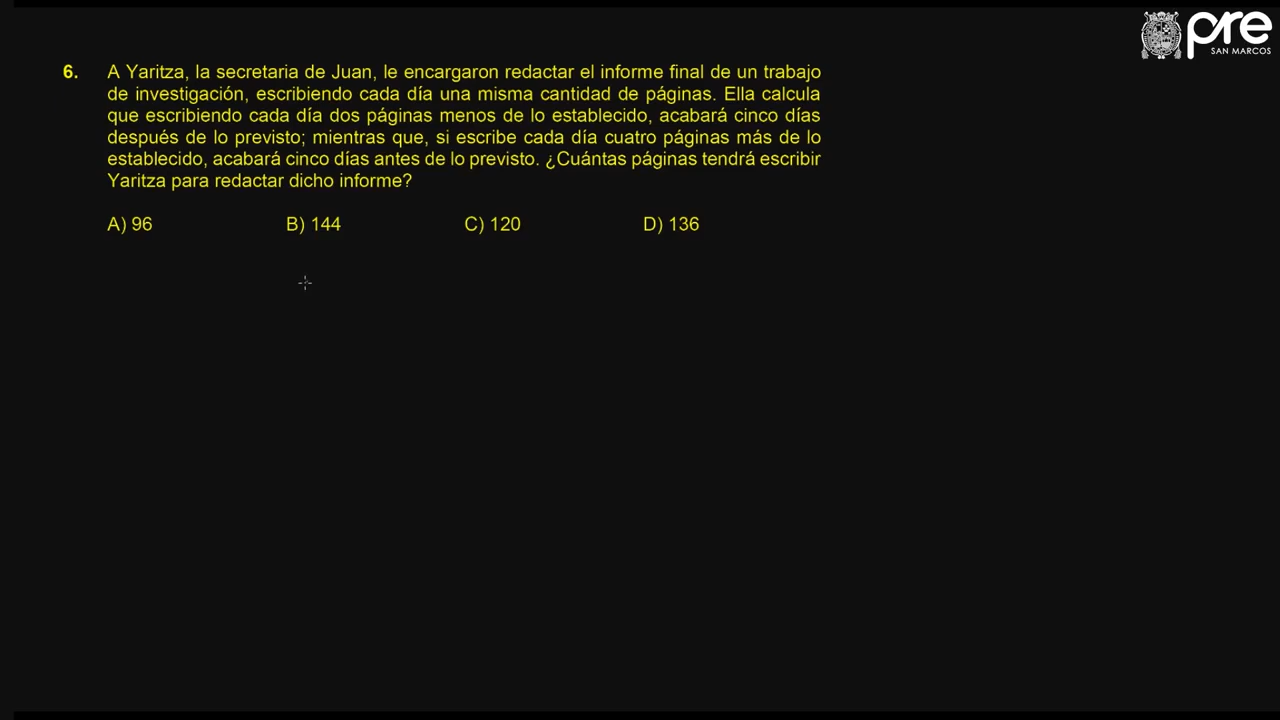 pre
SAN MARCOS
6. A Yaritza, la secretaria de Juan, le encargaron redactar el informe final de un trabajo
de investigación, escribiendo cada día una misma cantidad de páginas. Ella calcula
que escribiendo cada día dos páginas menos de lo establecido, acabará cinco días
después de lo previsto; mientras que, si escribe cada día cuatro páginas más de lo
establecido, acabará cinco días antes de lo previsto. ¿Cuántas páginas tendrá escribir
Yaritza para redactar dicho informe?
A) 96 B) 144 C) 120 D) 136